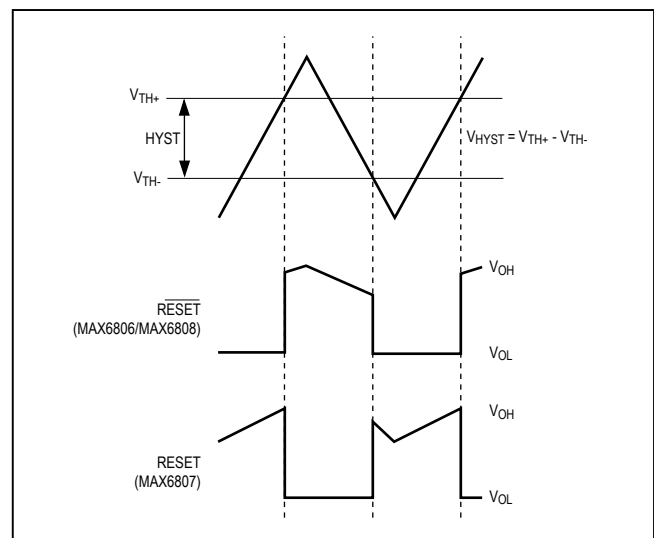 VTH+
HYST
VHYST = VTH+ - VTH-
VTH-
VOH
RESET
(MAX6806/MAX6808)
VOL
VOH
RESET
(MAX6807)
VOL